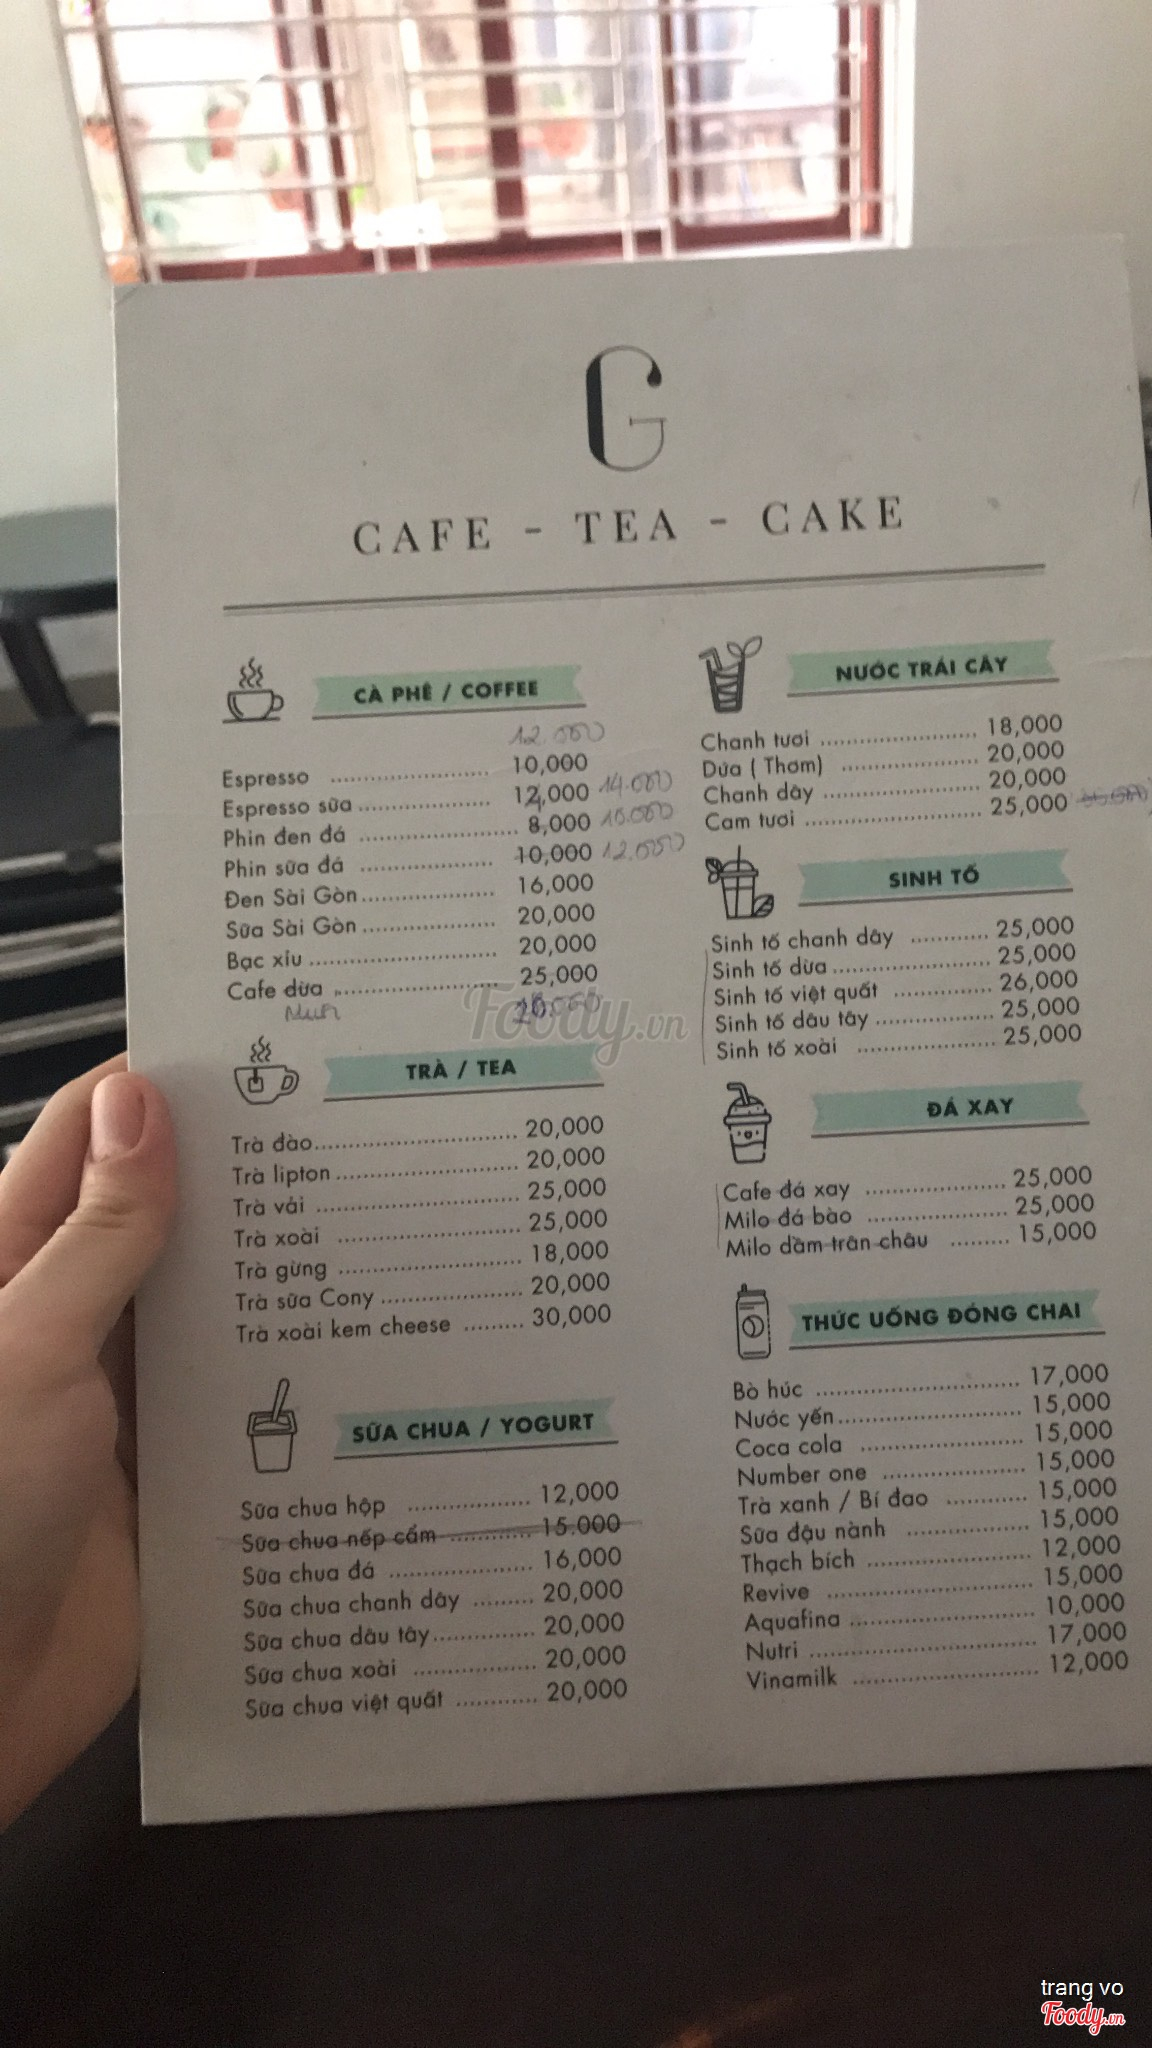 G
CAFE - TEA - CAKE
CÀ PHÊ / COFFEE
12.000
Espresso ........................ 10,000
Espresso sữa .................... 12,000 14.000
Phin đen đá ........................ 8,000 10.000
Phin sữa đá .................... 10,000 12.000
Đen Sài Gòn .................... 16,000
Sữa Sài Gòn .................... 20,000
Bạc xỉu ............................ 20,000
Cafe dừa ........................ 25,000
TRÀ / TEA
Trà đào .............................. 20,000
Trà lipton ........................... 20,000
Trà vải .............................. 25,000
Trà xoài ........................... 25,000
Trà gừng ........................... 18,000
Trà sữa Cony ..................... 20,000
Trà xoài kem cheese ......... 30,000
SỮA CHUA / YOGURT
Sữa chua hộp .................. 12,000
Sữa chua nếp cẩm ............ 15.000
Sữa chua đá ..................... 16,000
Sữa chua chanh dây ......... 20,000
Sữa chua dâu tây ............... 20,000
Sữa chua xoài .................. 20,000
Sữa chua việt quất ............ 20,000
NƯỚC TRÁI CÂY
Chanh tươi ........................ 18,000
Dứa ( Thơm) ..................... 20,000
Chanh dây ........................ 20,000
Cam tươi ........................... 25,000
SINH TỐ
Sinh tố chanh dây ............ 25,000
Sinh tố dừa ........................ 25,000
Sinh tố việt quất ............... 26,000
Sinh tố dâu tây .................. 25,000
Sinh tố xoài ..................... 25,000
ĐÁ XAY
Cafe đá xay ..................... 25,000
Milo đá bào ..................... 25,000
Milo dầm trân châu ......... 15,000
THỨC UỐNG ĐÓNG CHAI
Bò húc .............................. 17,000
Nước yến ........................... 15,000
Coca cola ........................ 15,000
Number one ..................... 15,000
Trà xanh / Bí đao ............ 15,000
Sữa đậu nành .................. 15,000
Thạch bích ........................ 12,000
Revive .............................. 15,000
Aquafina ........................... 10,000
Nutri ................................. 17,000
Vinamilk ........................... 12,000
Foody.vn
trang vo
Foody.vn